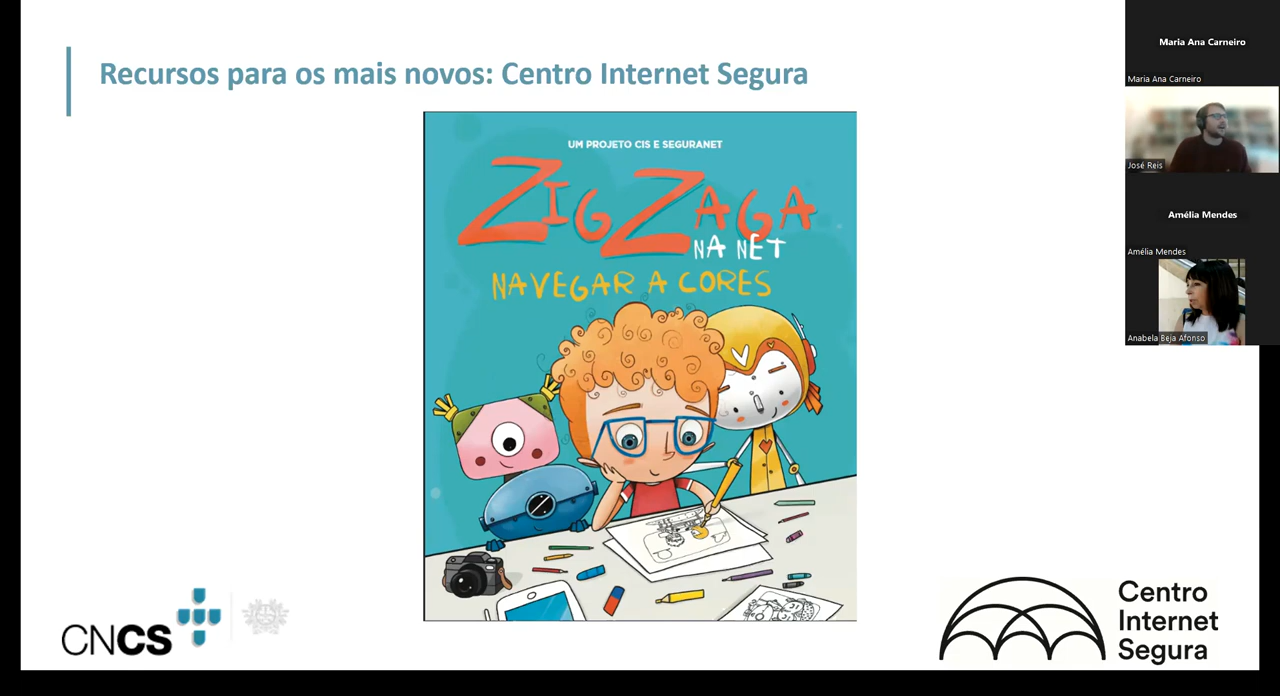 Recursos para os mais novos: Centro Internet Segura
UM PROJETO CIS E SEGURANET
ZIGZAGA
NA NET
NAVEGAR A CORES
CNCS
Centro
Internet
Segura
Maria Ana Carneiro
Maria Ana Carneiro
José Reis
Amélia Mendes
Amélia Mendes
Anabela Beja Afonso